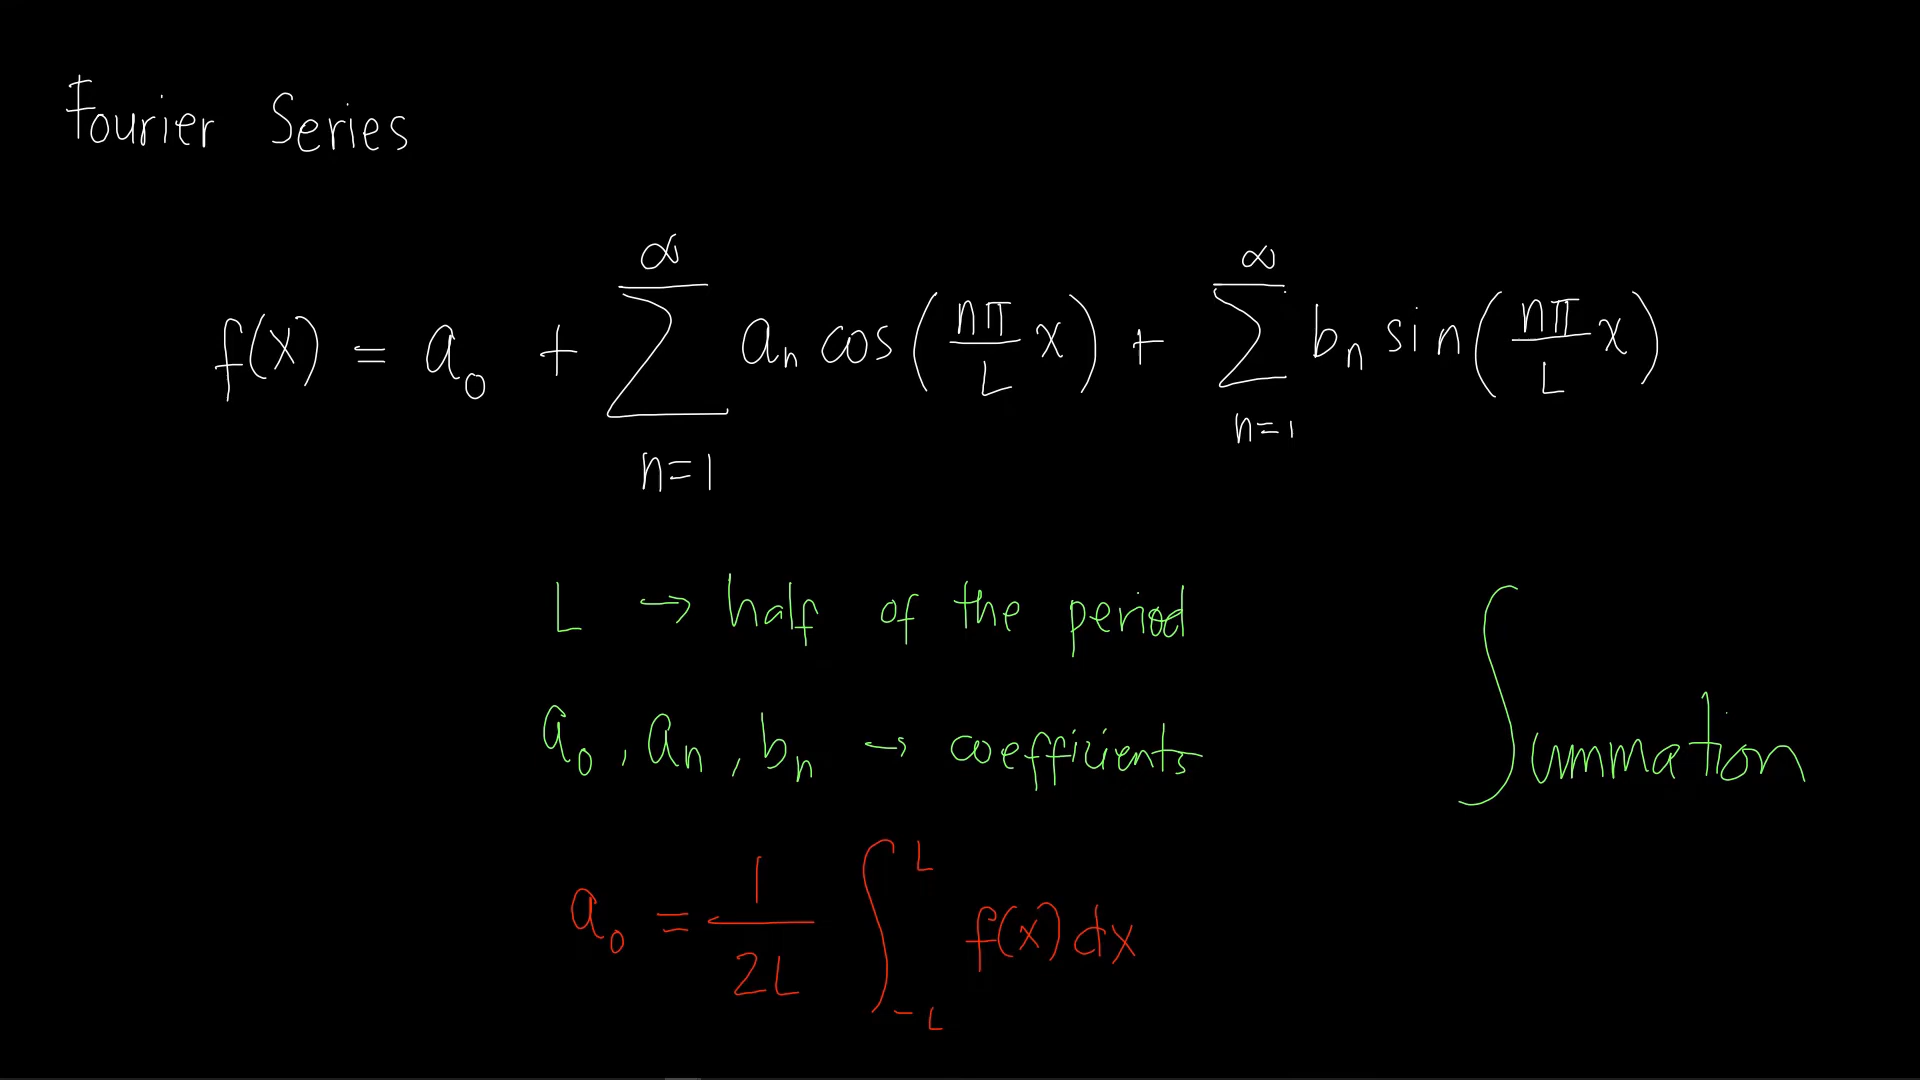 Fourier Series
f(x) = a₀ + ∑_{n=1}^{∞} aₙ cos(nπ/L x) + ∑_{n=1}^{∞} bₙ sin(nπ/L x)
L → half of the period
a₀, aₙ, bₙ → coefficients
∫ummation
a₀ = 1/2L ∫_{-L}^{L} f(x) dx